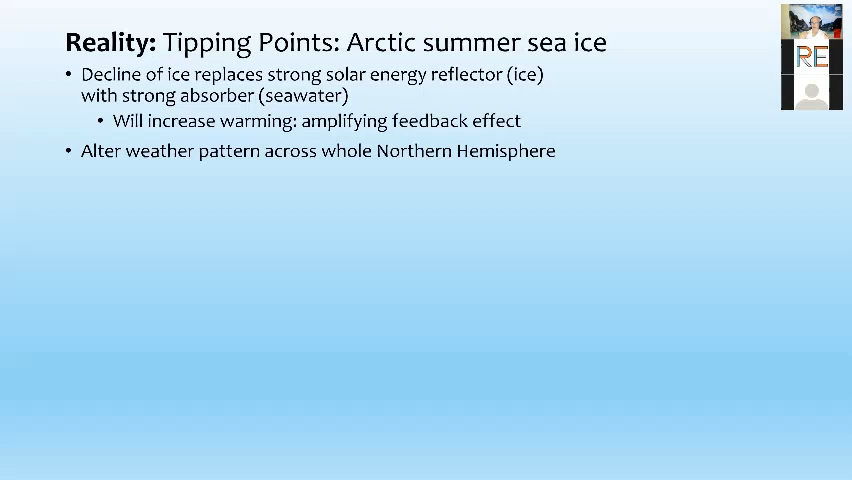 Reality: Tipping Points: Arctic summer sea ice
• Decline of ice replaces strong solar energy reflector (ice)
with strong absorber (seawater)
• Will increase warming: amplifying feedback effect
• Alter weather pattern across whole Northern Hemisphere
RE